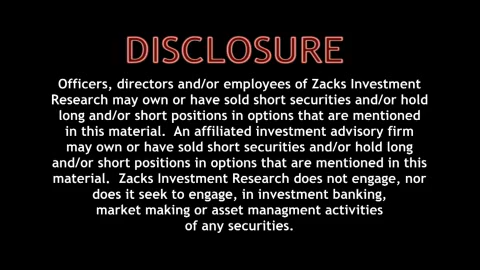 DISCLOSURE
Officers, directors and/or employees of Zacks Investment
Research may own or have sold short securities and/or hold
long and/or short positions in options that are mentioned
in this material.  An affiliated investment advisory firm
may own or have sold short securities and/or hold long
and/or short positions in options that are mentioned in this
material.  Zacks Investment Research does not engage, nor
does it seek to engage, in investment banking,
market making or asset managment activities
of any securities.